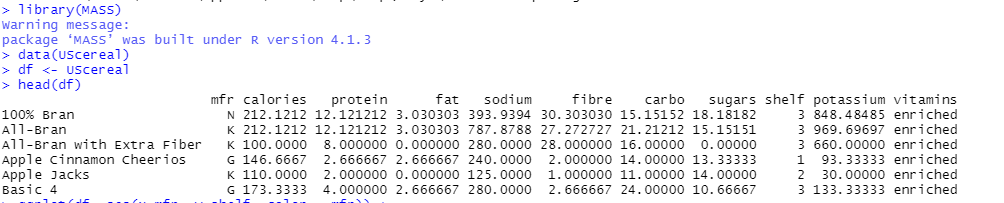 > library(MASS)
Warning message:
package ‘MASS’ was built under R version 4.1.3
> data(UScereal)
> df <- UScereal
> head(df)
mfr calories protein fat sodium fibre carbo sugars shelf potassium vitamins
100% Bran N 212.1212 12.121212 3.030303 393.9394 30.303030 15.15152 18.18182 3 848.48485 enriched
All-Bran K 212.1212 12.121212 3.030303 787.8788 27.272727 21.21212 15.15151 3 969.69697 enriched
All-Bran with Extra Fiber K 100.0000 8.000000 0.000000 280.0000 28.000000 16.00000 0.00000 3 660.00000 enriched
Apple Cinnamon Cheerios G 146.6667 2.666667 2.666667 240.0000 2.000000 14.00000 13.33333 1 93.33333 enriched
Apple Jacks K 110.0000 2.000000 0.000000 125.0000 1.000000 11.00000 14.00000 2 30.00000 enriched
Basic 4 G 173.3333 4.000000 2.666667 280.0000 2.666667 24.00000 10.66667 3 133.33333 enriched